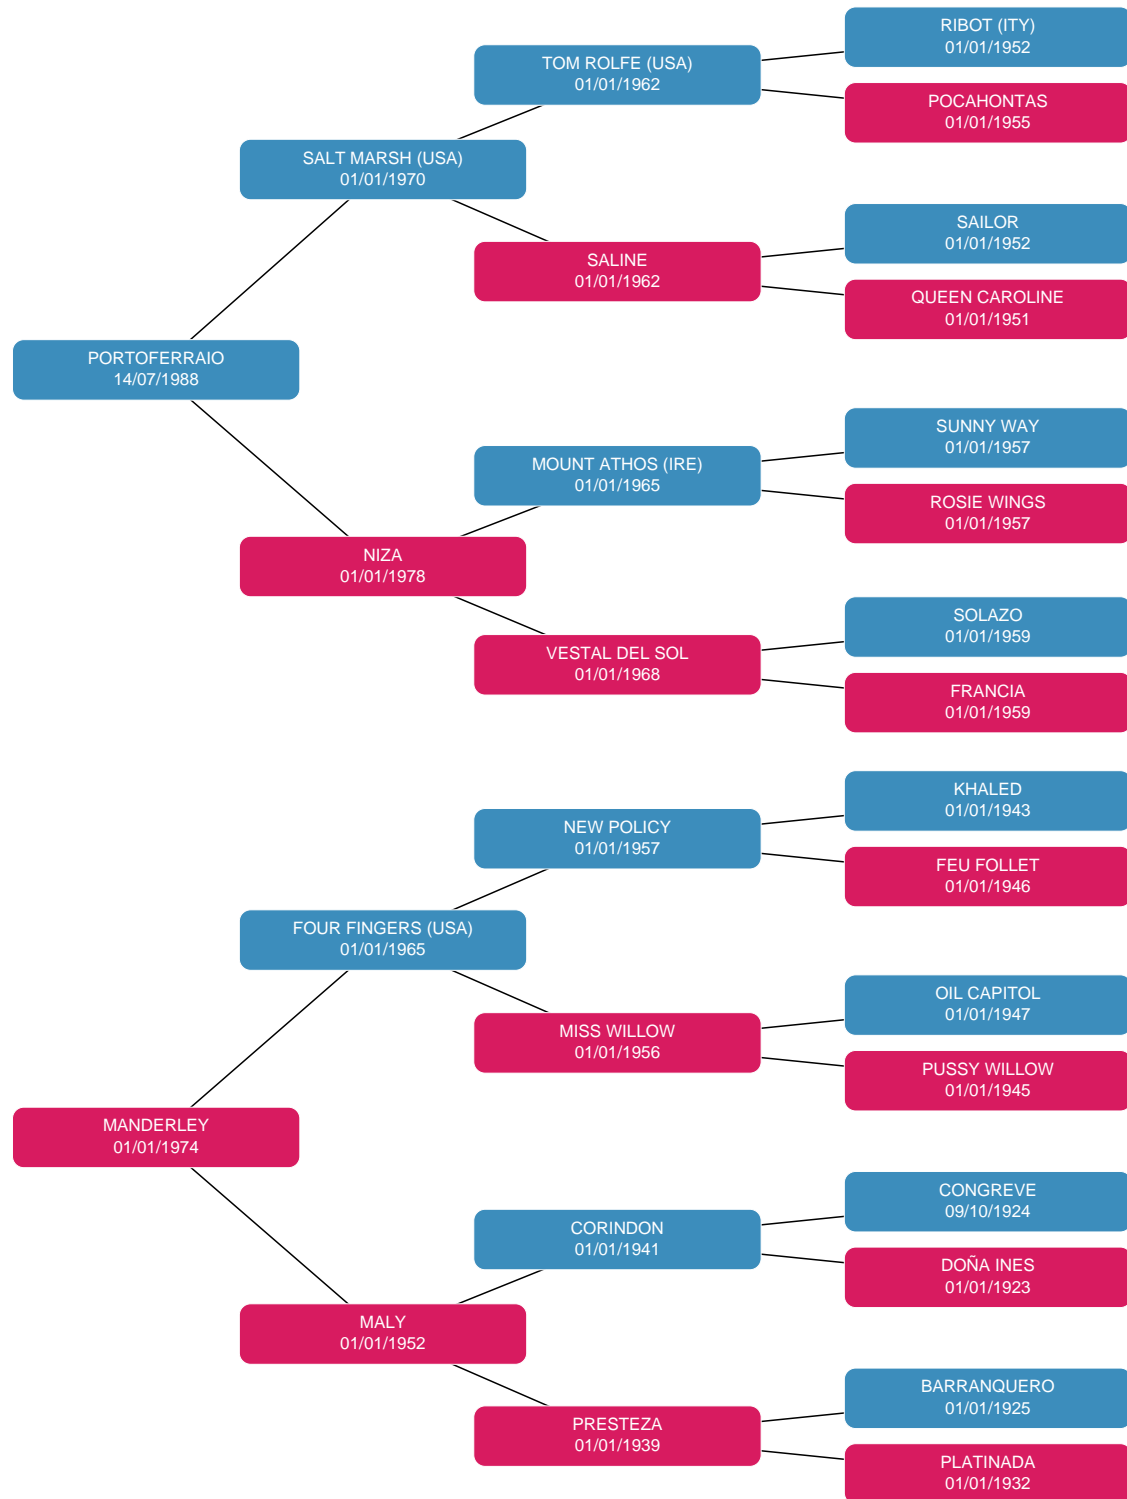 RIBOT (ITY)
01/01/1952
TOM ROLFE (USA)
01/01/1962
POCAHONTAS
01/01/1955
SALT MARSH (USA)
01/01/1970
SAILOR
01/01/1952
SALINE
01/01/1962
QUEEN CAROLINE
01/01/1951
PORTOFERRAIO
14/07/1988
SUNNY WAY
01/01/1957
MOUNT ATHOS (IRE)
01/01/1965
ROSIE WINGS
01/01/1957
NIZA
01/01/1978
SOLAZO
01/01/1959
VESTAL DEL SOL
01/01/1968
FRANCIA
01/01/1959
KHALED
01/01/1943
NEW POLICY
01/01/1957
FEU FOLLET
01/01/1946
FOUR FINGERS (USA)
01/01/1965
OIL CAPITOL
01/01/1947
MISS WILLOW
01/01/1956
PUSSY WILLOW
01/01/1945
MANDERLEY
01/01/1974
CONGREVE
09/10/1924
CORINDON
01/01/1941
DOÑA INES
01/01/1923
MALY
01/01/1952
BARRANQUERO
01/01/1925
PRESTEZA
01/01/1939
PLATINADA
01/01/1932